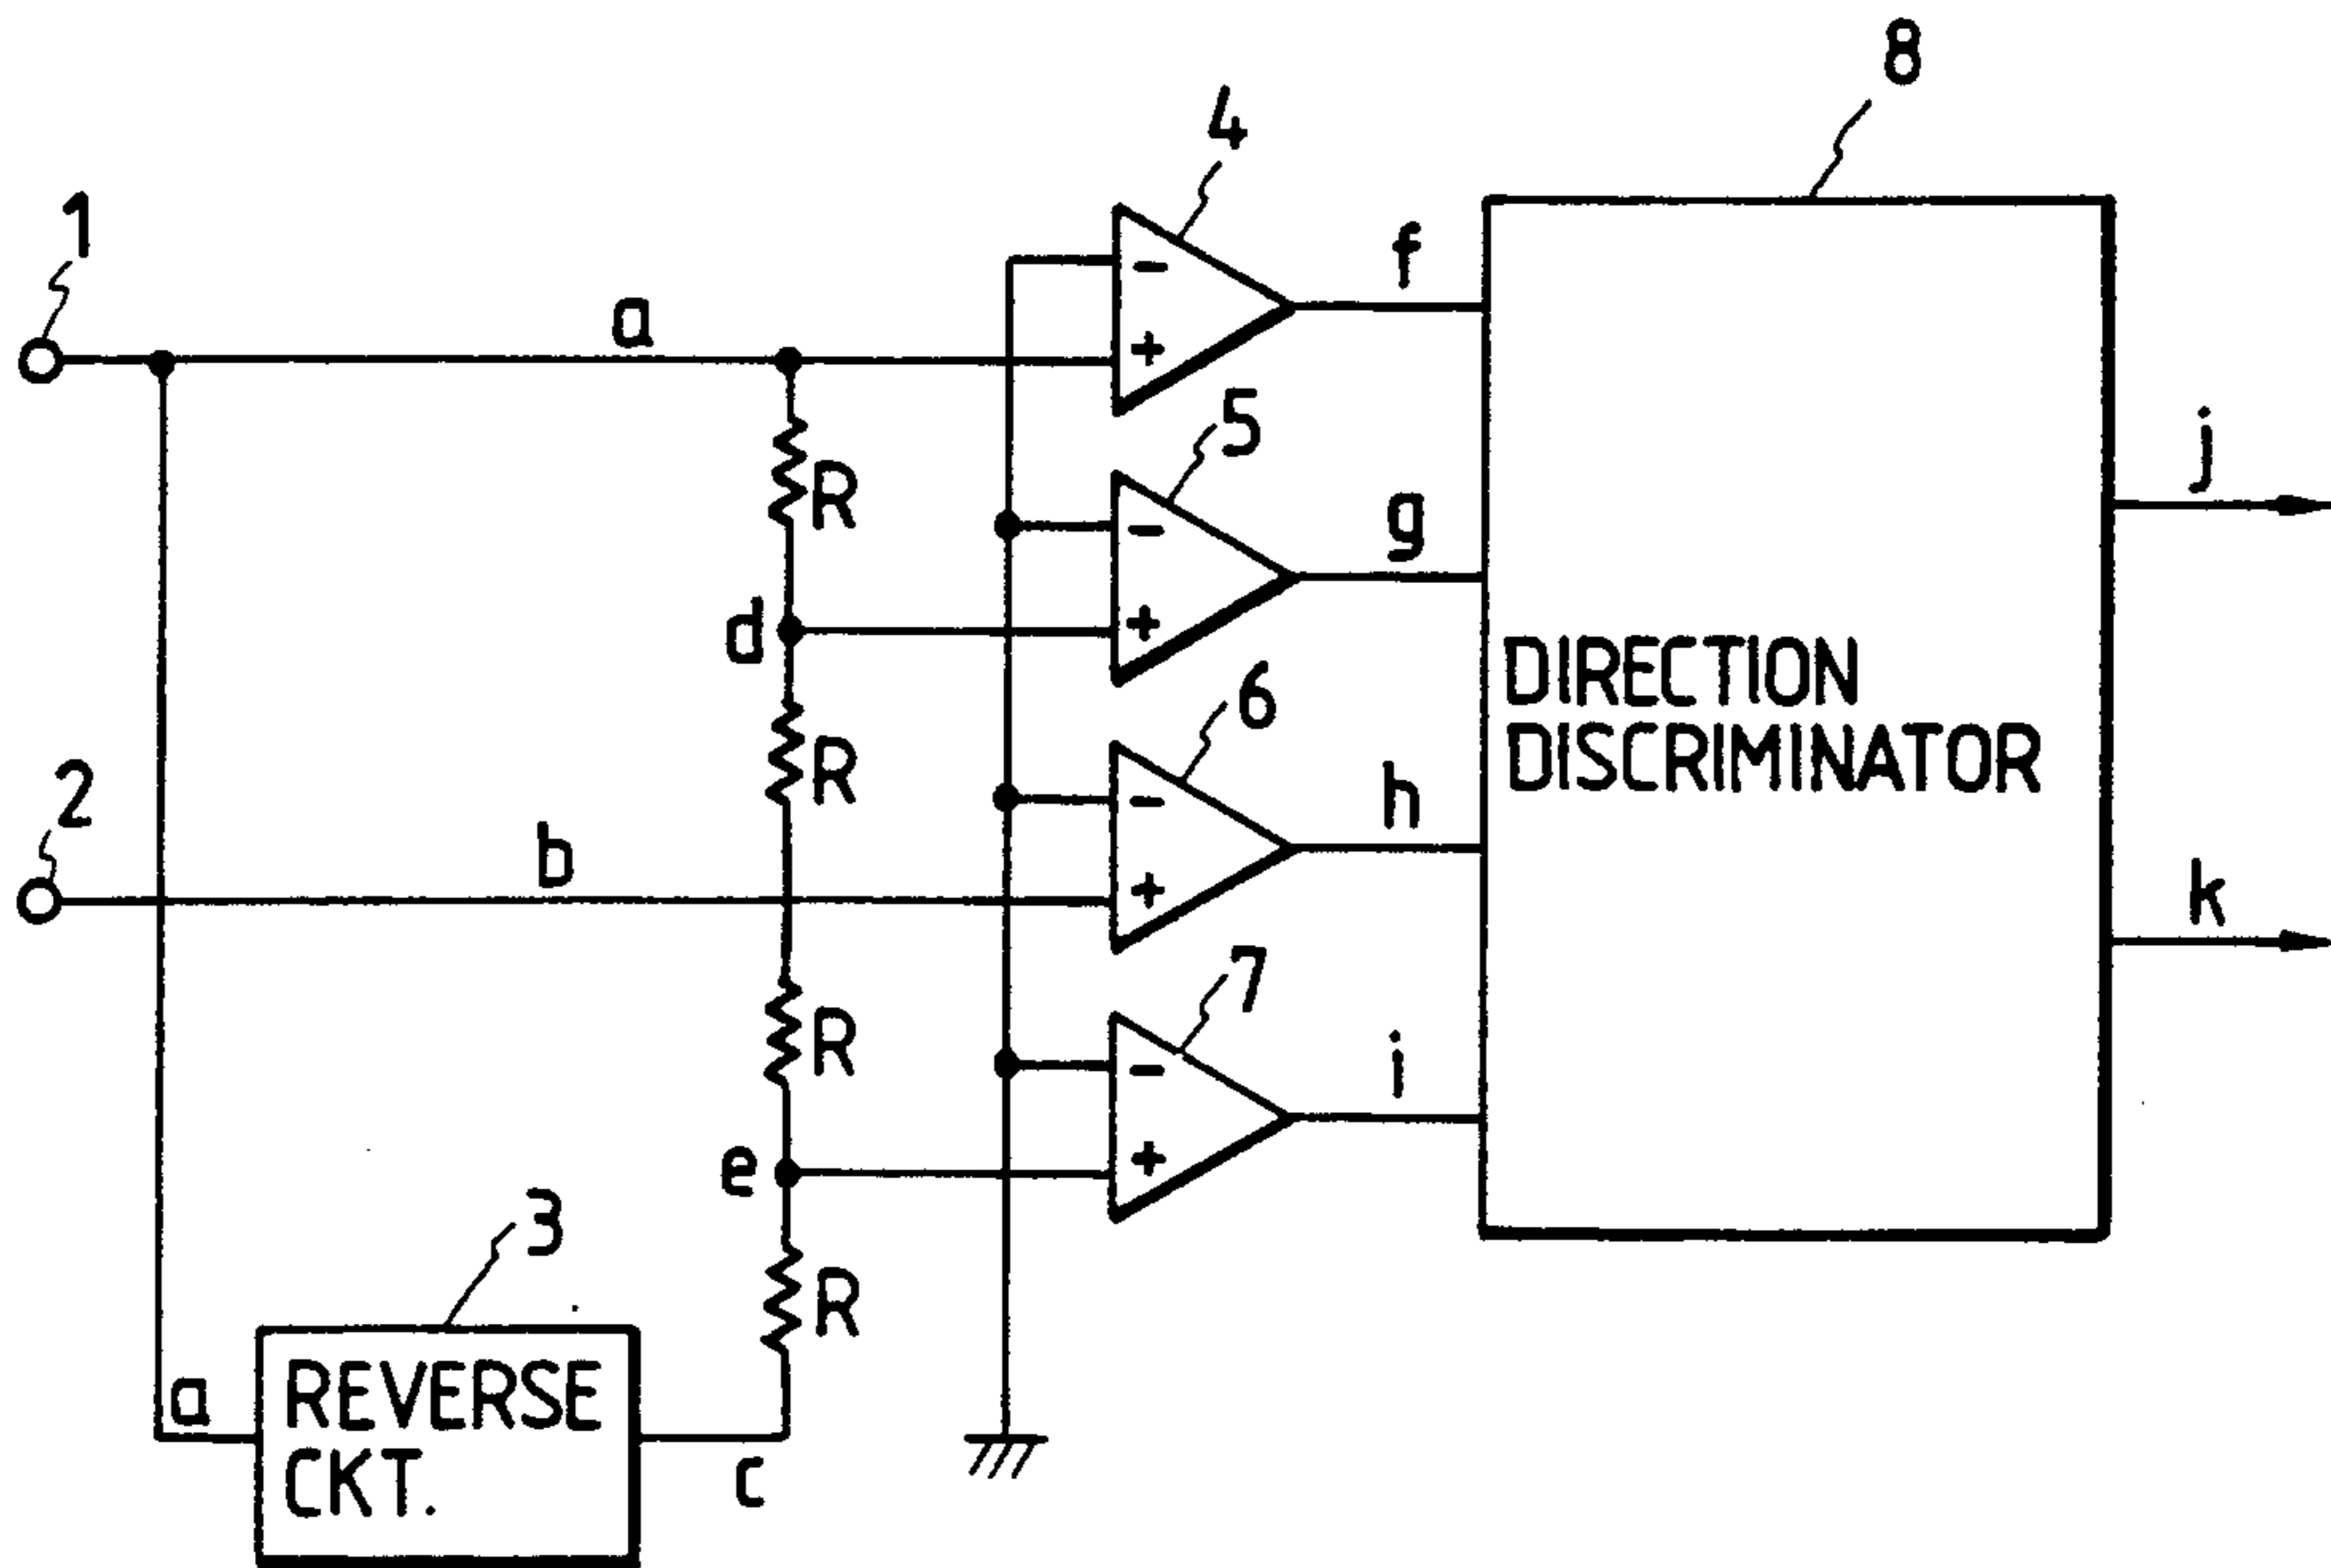 8
4
1
f
a
+
-
5
j
R
g
-
d
+
DIRECTION
DISCRIMINATOR
6
R
h
-
2
b
+
k
7
R
i
-
e
+
3
R
REVERSE
CKT.
a
c